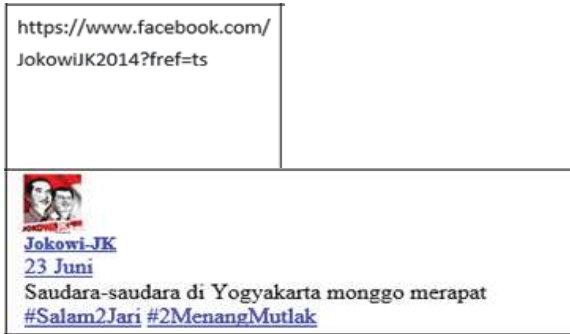 https://www.facebook.com/
JokowiJK2014?fref=ts
Jokowi-JK
23 Juni
Saudara-saudara di Yogyakarta monggo merapat
#Salam2Jari #2MenangMutlak